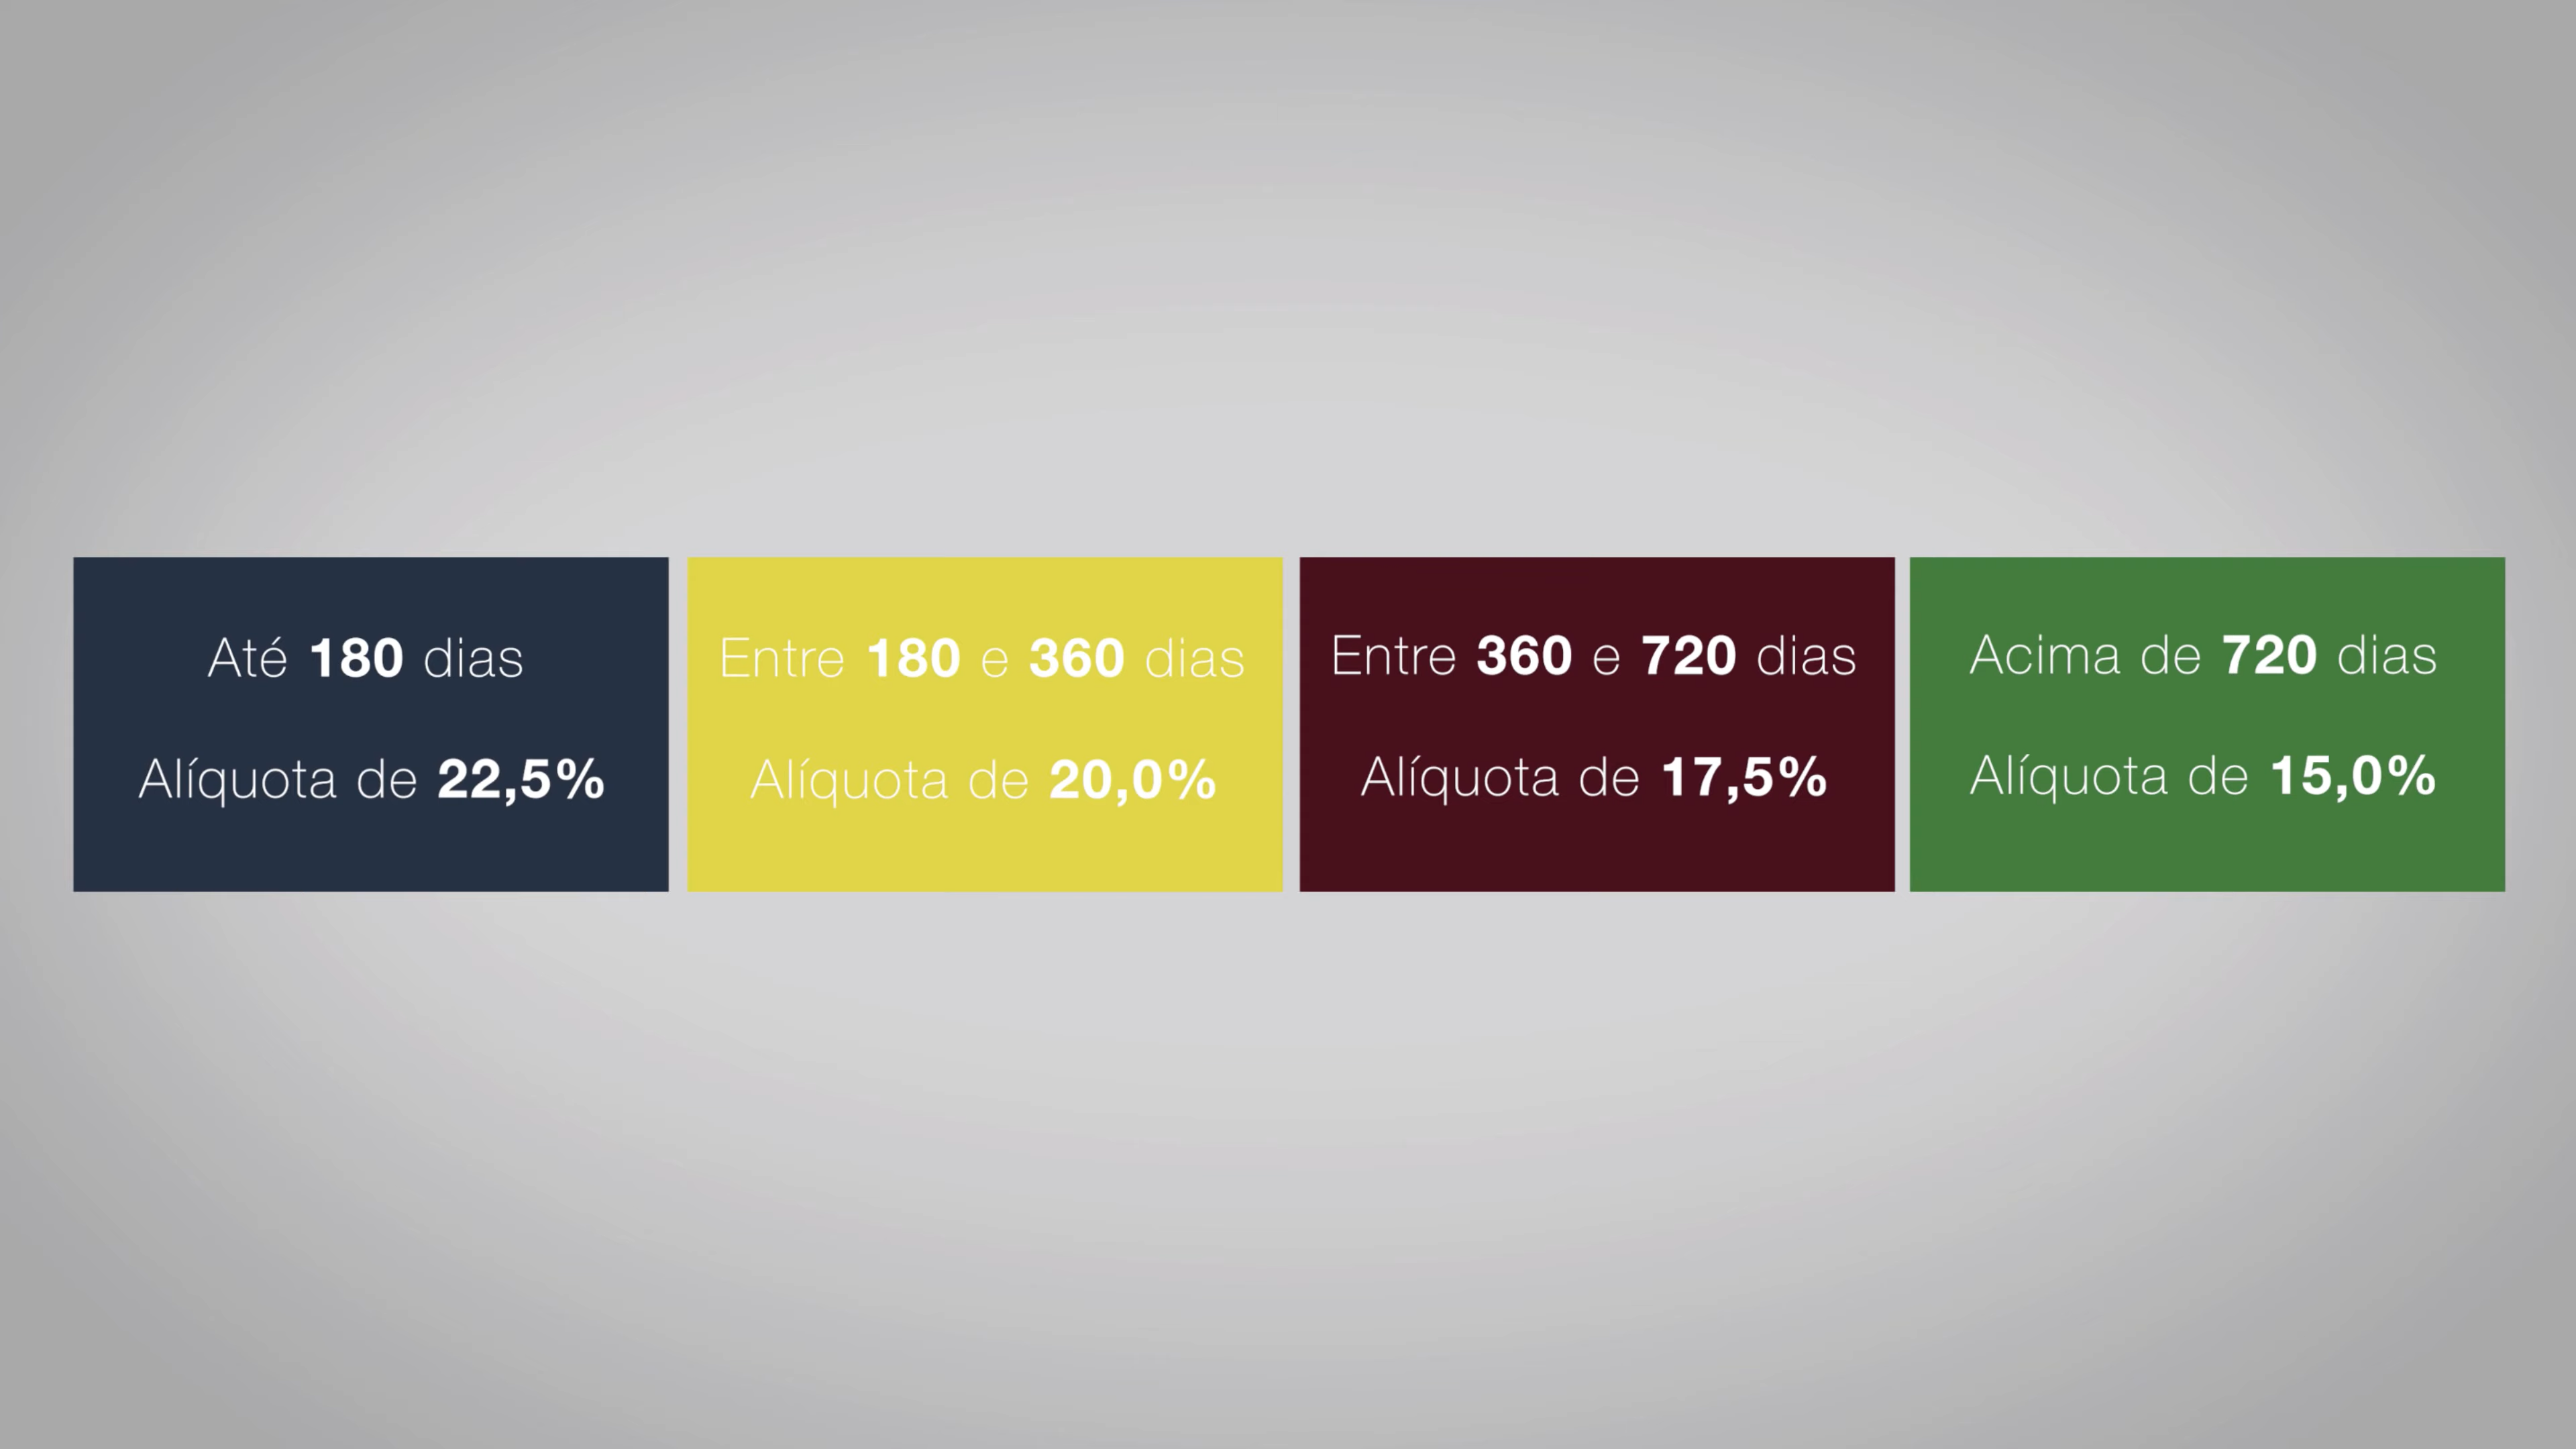 Até 180 dias
Alíquota de 22,5%
Entre 180 e 360 dias
Alíquota de 20,0%
Entre 360 e 720 dias
Alíquota de 17,5%
Acima de 720 dias
Alíquota de 15,0%